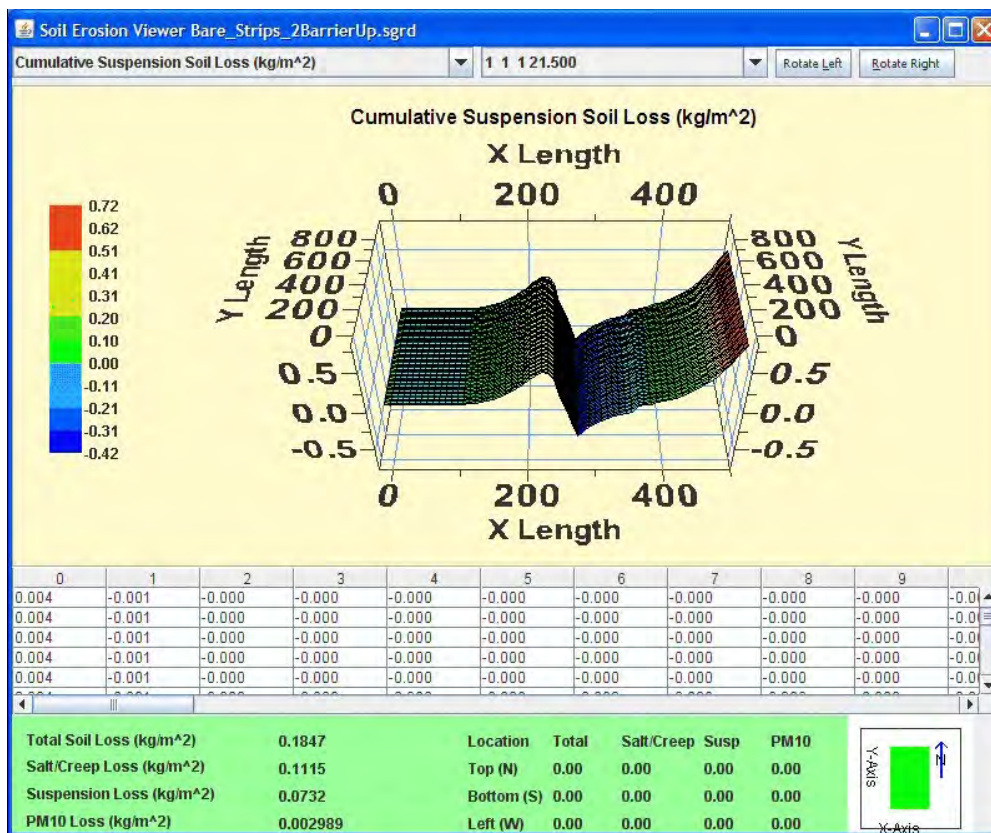 Soil Erosion Viewer Bare_Strips_2BarrierUp.sgrd
Cumulative Suspension Soil Loss (kg/m^2) 1 1 1 21.500 Rotate Left Rotate Right
Cumulative Suspension Soil Loss (kg/m^2)
X Length
0 200 400
0.72
0.62
0.51
0.41
0.31
0.20
0.10
0.00
-0.11
-0.21
-0.31
-0.42
Y Length
800
600
400
200
0
0.5
0.0
-0.5
Y Length
800
600
400
200
0
0.5
0.0
-0.5
0 200 400
X Length
0 1 2 3 4 5 6 7 8 9
0.004 -0.001 -0.000 -0.000 -0.000 -0.000 -0.000 -0.000 -0.000 -0.000
0.004 -0.001 -0.000 -0.000 -0.000 -0.000 -0.000 -0.000 -0.000 -0.000
0.004 -0.001 -0.000 -0.000 -0.000 -0.000 -0.000 -0.000 -0.000 -0.000
0.004 -0.001 -0.000 -0.000 -0.000 -0.000 -0.000 -0.000 -0.000 -0.000
0.004 -0.001 -0.000 -0.000 -0.000 -0.000 -0.000 -0.000 -0.000 -0.000
Total Soil Loss (kg/m^2) 0.1847 Location Total Salt/Creep Susp PM10
Salt/Creep Loss (kg/m^2) 0.1115 Top (N) 0.00 0.00 0.00 0.00
Suspension Loss (kg/m^2) 0.0732 Bottom (S) 0.00 0.00 0.00 0.00
PM10 Loss (kg/m^2) 0.002989 Left (W) 0.00 0.00 0.00 0.00
Y-Axis
N
X-Axis